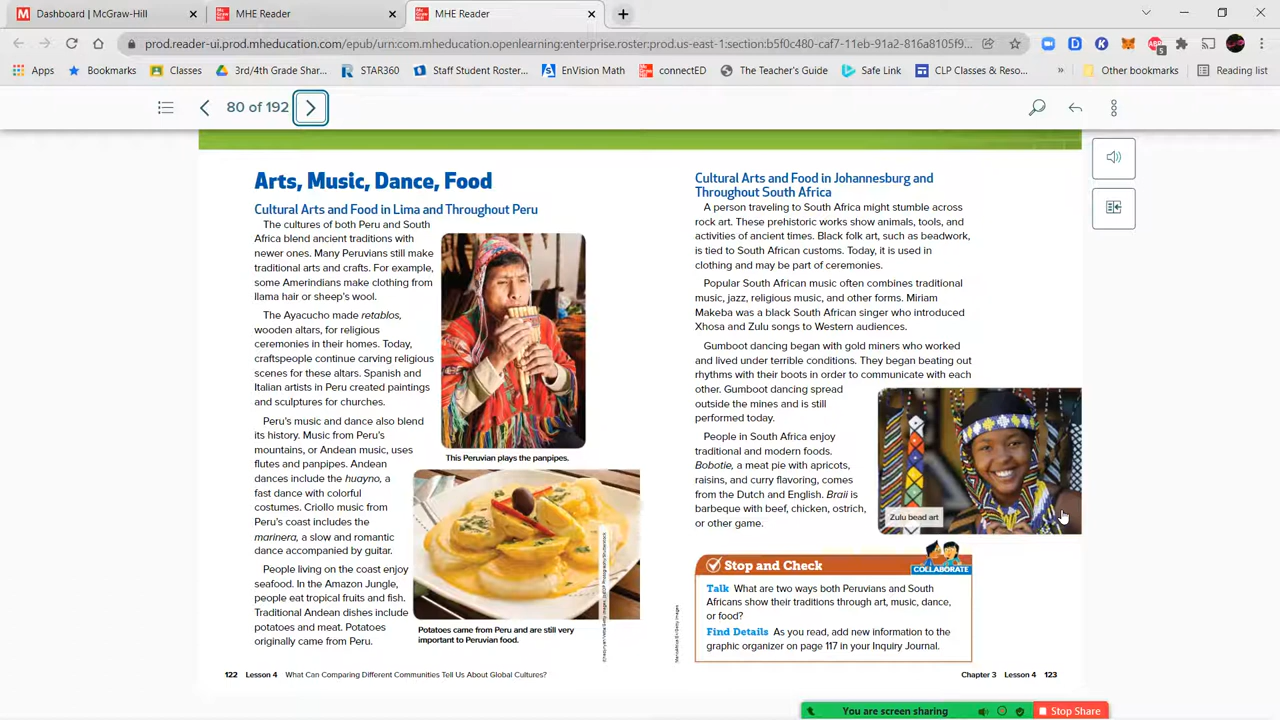 Dashboard | McGraw-Hill
MHE Reader
MHE Reader
prod.reader-ui.prod.mheducation.com/epub/urn:com.mheducation.openlearning:enterprise.roster:prod.us-east-1:section:b5f0c480-caf7-11eb-91a2-816a8105f9...
Apps Bookmarks Classes 3rd/4th Grade Shar... STAR360 Staff Student Roster... EnVision Math connectED The Teacher's Guide Safe Link CLP Classes & Reso... » Other bookmarks Reading list
80 of 192
Arts, Music, Dance, Food
Cultural Arts and Food in Lima and Throughout Peru
The cultures of both Peru and South
Africa blend ancient traditions with
newer ones. Many Peruvians still make
traditional arts and crafts. For example,
some Amerindians make clothing from
llama hair or sheep's wool.
The Ayacucho made retablos,
wooden altars, for religious
ceremonies in their homes. Today,
craftspeople continue carving religious
scenes for these altars. Spanish and
Italian artists in Peru created paintings
and sculptures for churches.
Peru's music and dance also blend
its history. Music from Peru's
mountains, or Andean music, uses
flutes and panpipes. Andean
dances include the huayno, a
fast dance with colorful
costumes. Criollo music from
Peru's coast includes the
marinera, a slow and romantic
dance accompanied by guitar.
People living on the coast enjoy
seafood. In the Amazon Jungle,
people eat tropical fruits and fish.
Traditional Andean dishes include
potatoes and meat. Potatoes
originally came from Peru.
This Peruvian plays the panpipes.
Potatoes came from Peru and are still very
important to Peruvian food.
122 Lesson 4 What Can Comparing Different Communities Tell Us About Global Cultures?
Cultural Arts and Food in Johannesburg and
Throughout South Africa
A person traveling to South Africa might stumble across
rock art. These prehistoric works show animals, tools, and
activities of ancient times. Black folk art, such as beadwork,
is tied to South African customs. Today, it is used in
clothing and may be part of ceremonies.
Popular South African music often combines traditional
music, jazz, religious music, and other forms. Miriam
Makeba was a black South African singer who introduced
Xhosa and Zulu songs to Western audiences.
Gumboot dancing began with gold miners who worked
and lived under terrible conditions. They began beating out
rhythms with their boots in order to communicate with each
other. Gumboot dancing spread
outside the mines and is still
performed today.
People in South Africa enjoy
traditional and modern foods.
Bobotie, a meat pie with apricots,
raisins, and curry flavoring, comes
from the Dutch and English. Braii is
barbeque with beef, chicken, ostrich,
or other game.
Zulu bead art
Stop and Check
COLLABORATE
Talk What are two ways both Peruvians and South
Africans show their traditions through art, music, dance,
or food?
Find Details As you read, add new information to the
graphic organizer on page 117 in your Inquiry Journal.
Chapter 3 Lesson 4 123
You are screen sharing
Stop Share